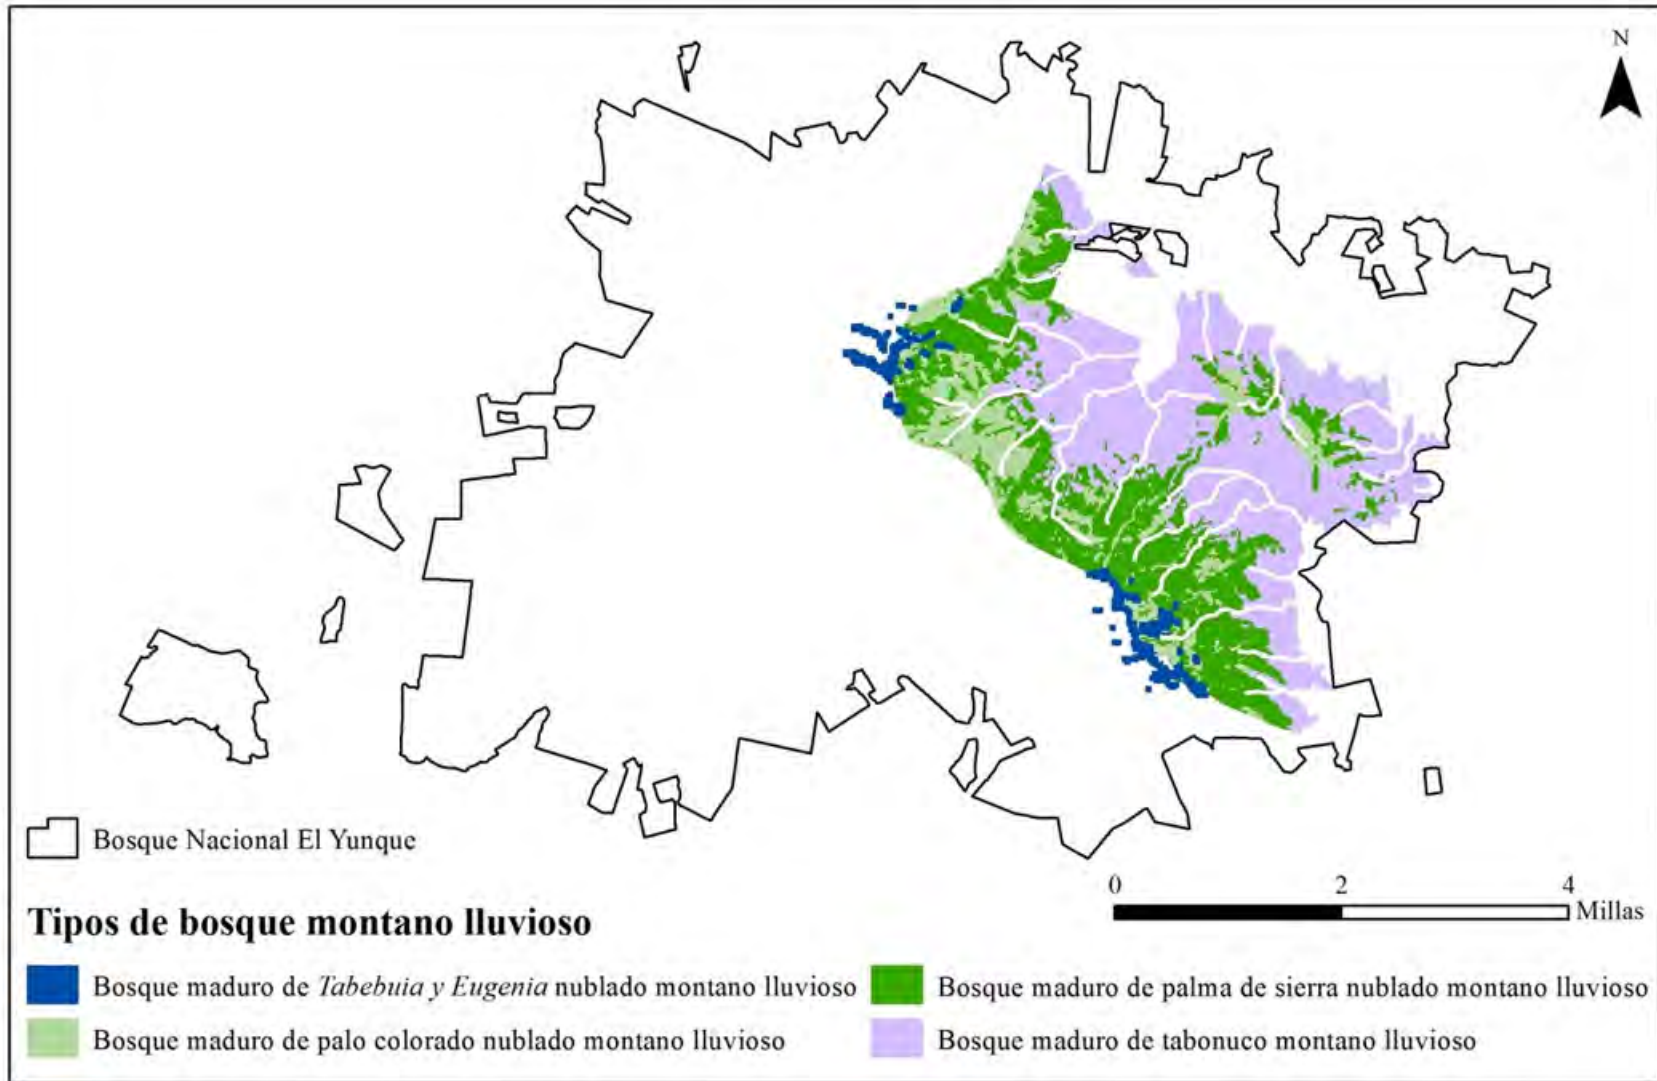 N
Bosque Nacional El Yunque
0 2 4
Millas
Tipos de bosque montano lluvioso
Bosque maduro de Tabebuia y Eugenia nublado montano lluvioso
Bosque maduro de palma de sierra nublado montano lluvioso
Bosque maduro de palo colorado nublado montano lluvioso
Bosque maduro de tabonuco montano lluvioso